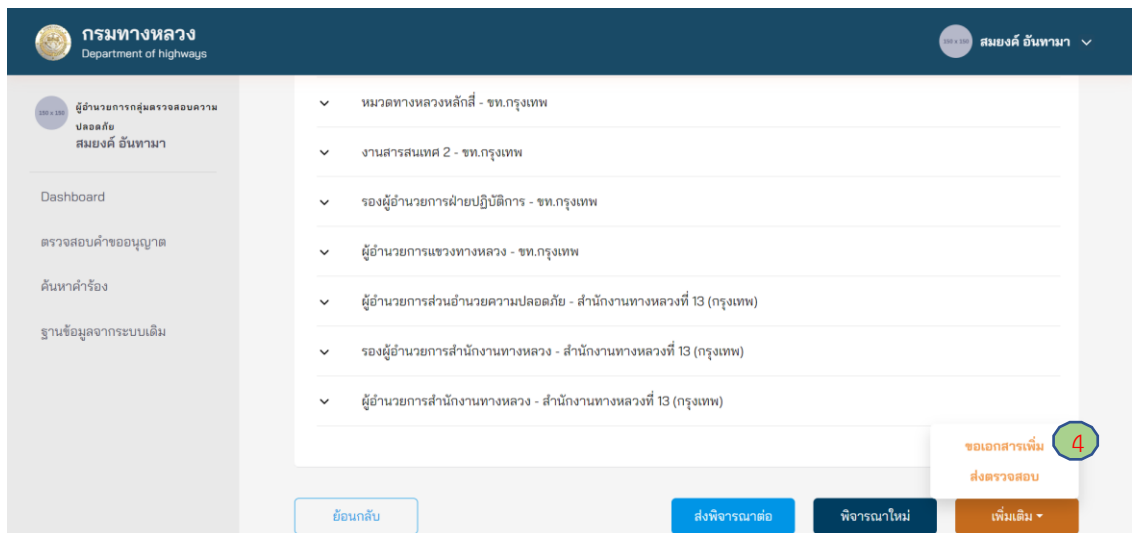 กรมทางหลวง
Department of highways
สมยงค์ อันทามา
ผู้อำนวยการกลุ่มตรวจสอบความ
ปลอดภัย
สมยงค์ อันทามา
Dashboard
ตรวจสอบคำขออนุญาต
ค้นหาคำร้อง
ฐานข้อมูลจากระบบเดิม
หมวดทางหลวงหลักสี่ - ขท.กรุงเทพ
งานสารสนเทศ 2 - ขท.กรุงเทพ
รองผู้อำนวยการฝ่ายปฏิบัติการ - ขท.กรุงเทพ
ผู้อำนวยการแขวงทางหลวง - ขท.กรุงเทพ
ผู้อำนวยการส่วนอำนวยความปลอดภัย - สำนักงานทางหลวงที่ 13 (กรุงเทพ)
รองผู้อำนวยการสำนักงานทางหลวง - สำนักงานทางหลวงที่ 13 (กรุงเทพ)
ผู้อำนวยการสำนักงานทางหลวง - สำนักงานทางหลวงที่ 13 (กรุงเทพ)
ขอเอกสารเพิ่ม 4
ส่งตรวจสอบ
ย้อนกลับ ส่งพิจารณาต่อ พิจารณาใหม่ เพิ่มเติม